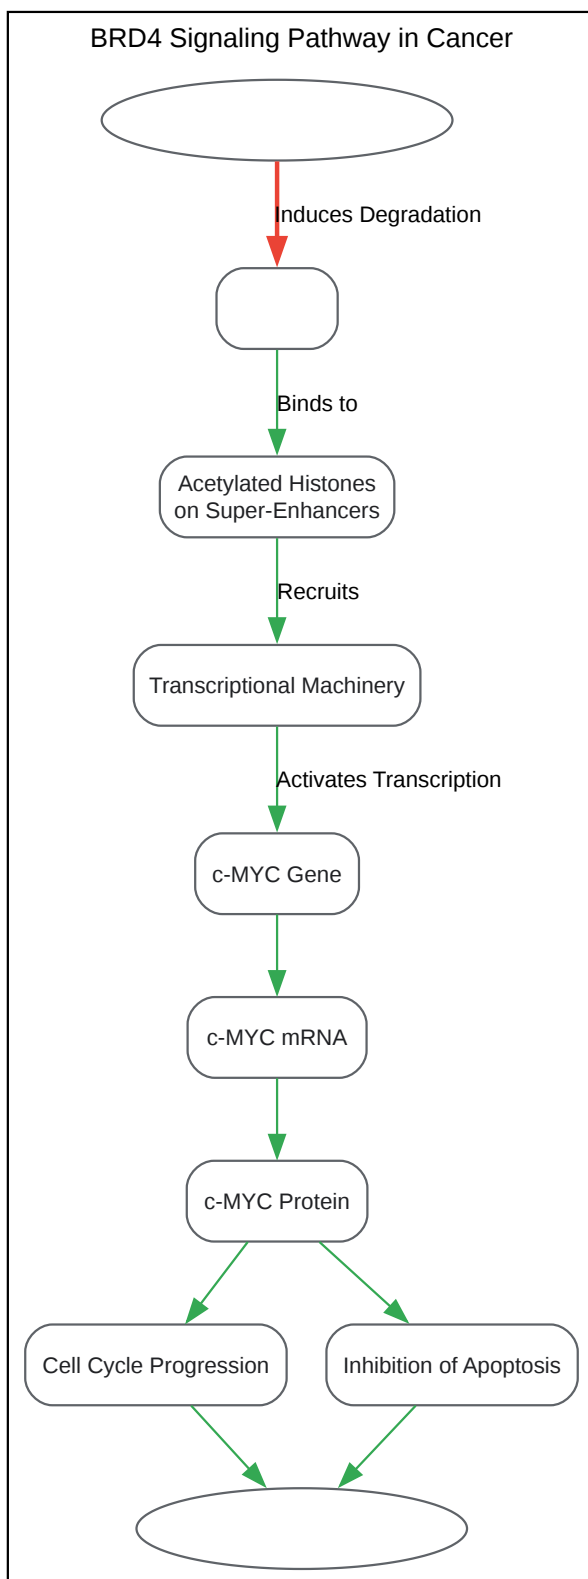 BRD4 Signaling Pathway in Cancer
Induces Degradation
Binds to
Acetylated Histones
on Super-Enhancers
Recruits
Transcriptional Machinery
Activates Transcription
c-MYC Gene
c-MYC mRNA
c-MYC Protein
Cell Cycle Progression
Inhibition of Apoptosis